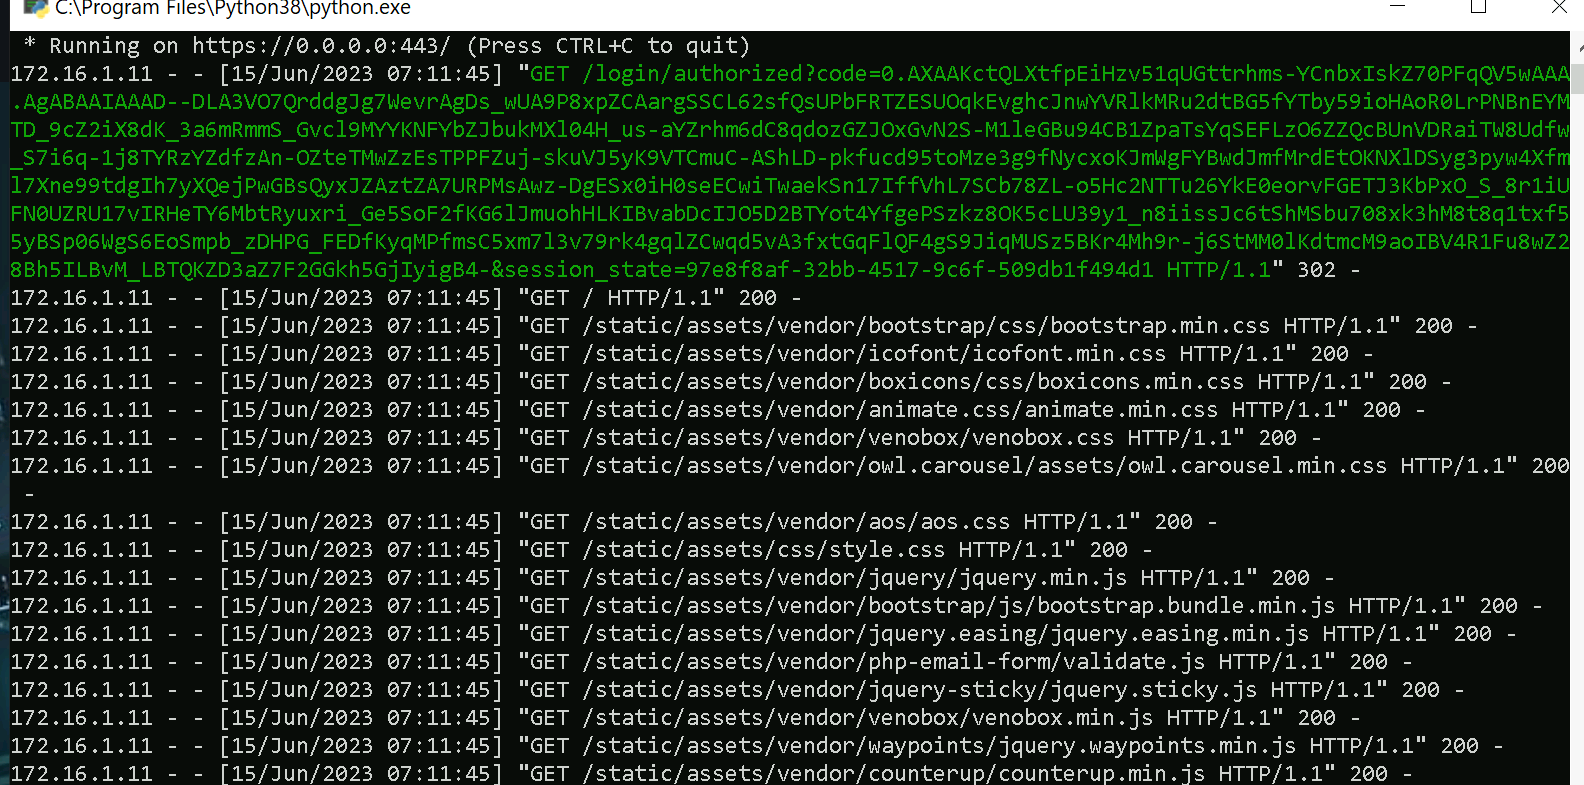 C:\Program Files\Python38\python.exe
* Running on https://0.0.0.0:443/ (Press CTRL+C to quit)
172.16.1.11 - - [15/Jun/2023 07:11:45] "GET /login/authorized?code=0.AXAAKctQLXtfpEiHzv51qUGttrhms-YCnbxIskZ70PFqQV5wAAA
.AgABAAIAAAD--DLA3VO7QrddgJg7WevrAgDs_wUA9P8xpZCAargSSCL62sfQsUPbFRTZESUOqkEvghcJnwYVRlkMRu2dtBG5fYTby59ioHAoR0LrPNBnEYM
TD_9cZ2iX8dK_3a6mRmmS_Gvcl9MYYKNFYbZJbukMXl04H_us-aYZrhm6dC8qdozGZJOxGvN2S-M1leGBu94CB1ZpaTsYqSEFLzO6ZZQcBUnVDRaiTW8Udfw
_S7i6q-1j8TYRzYZdfzAn-OZteTMwZzEsTPPFZuj-skuVJ5yK9VTCmuC-AShLD-pkfucd95toMze3g9fNycxoKJmWgFYBwdJmfMrdEtOKNXlDSyg3pyw4Xfm
l7Xne99tdgIh7yXQejPwGBsQyxJZAztZA7URPMsAwz-DgESx0iH0seECwiTwaekSn17IffVhL7SCb78ZL-o5Hc2NTTu26YkE0eorvFGETJ3KbPxO_S_8r1iU
FN0UZRU17vIRHeTY6MbtRyuxri_Ge5SoF2fKG6lJmuohHLKIBvabDcIJO5D2BTYot4YfgePSzkz8OK5cLU39y1_n8iissJc6tShMSbu708xk3hM8t8q1txf5
5yBSp06WgS6EoSmpb_zDHPG_FEDfKyqMPfmsC5xm7l3v79rk4gqlZCwqd5vA3fxtGqFlQF4gS9JiqMUSz5BKr4Mh9r-j6StMM0lKdtmcM9aoIBV4R1Fu8wZ2
8Bh5ILBvM_LBTQKZD3aZ7F2GGkh5GjIyigB4-&session_state=97e8f8af-32bb-4517-9c6f-509db1f494d1 HTTP/1.1" 302 -
172.16.1.11 - - [15/Jun/2023 07:11:45] "GET / HTTP/1.1" 200 -
172.16.1.11 - - [15/Jun/2023 07:11:45] "GET /static/assets/vendor/bootstrap/css/bootstrap.min.css HTTP/1.1" 200 -
172.16.1.11 - - [15/Jun/2023 07:11:45] "GET /static/assets/vendor/icofont/icofont.min.css HTTP/1.1" 200 -
172.16.1.11 - - [15/Jun/2023 07:11:45] "GET /static/assets/vendor/boxicons/css/boxicons.min.css HTTP/1.1" 200 -
172.16.1.11 - - [15/Jun/2023 07:11:45] "GET /static/assets/vendor/animate.css/animate.min.css HTTP/1.1" 200 -
172.16.1.11 - - [15/Jun/2023 07:11:45] "GET /static/assets/vendor/venobox/venobox.css HTTP/1.1" 200 -
172.16.1.11 - - [15/Jun/2023 07:11:45] "GET /static/assets/vendor/owl.carousel/assets/owl.carousel.min.css HTTP/1.1" 200
-
172.16.1.11 - - [15/Jun/2023 07:11:45] "GET /static/assets/vendor/aos/aos.css HTTP/1.1" 200 -
172.16.1.11 - - [15/Jun/2023 07:11:45] "GET /static/assets/css/style.css HTTP/1.1" 200 -
172.16.1.11 - - [15/Jun/2023 07:11:45] "GET /static/assets/vendor/jquery/jquery.min.js HTTP/1.1" 200 -
172.16.1.11 - - [15/Jun/2023 07:11:45] "GET /static/assets/vendor/bootstrap/js/bootstrap.bundle.min.js HTTP/1.1" 200 -
172.16.1.11 - - [15/Jun/2023 07:11:45] "GET /static/assets/vendor/jquery.easing/jquery.easing.min.js HTTP/1.1" 200 -
172.16.1.11 - - [15/Jun/2023 07:11:45] "GET /static/assets/vendor/php-email-form/validate.js HTTP/1.1" 200 -
172.16.1.11 - - [15/Jun/2023 07:11:45] "GET /static/assets/vendor/jquery-sticky/jquery.sticky.js HTTP/1.1" 200 -
172.16.1.11 - - [15/Jun/2023 07:11:45] "GET /static/assets/vendor/venobox/venobox.min.js HTTP/1.1" 200 -
172.16.1.11 - - [15/Jun/2023 07:11:45] "GET /static/assets/vendor/waypoints/jquery.waypoints.min.js HTTP/1.1" 200 -
172.16.1.11 - - [15/Jun/2023 07:11:45] "GET /static/assets/vendor/counterup/counterup.min.js HTTP/1.1" 200 -